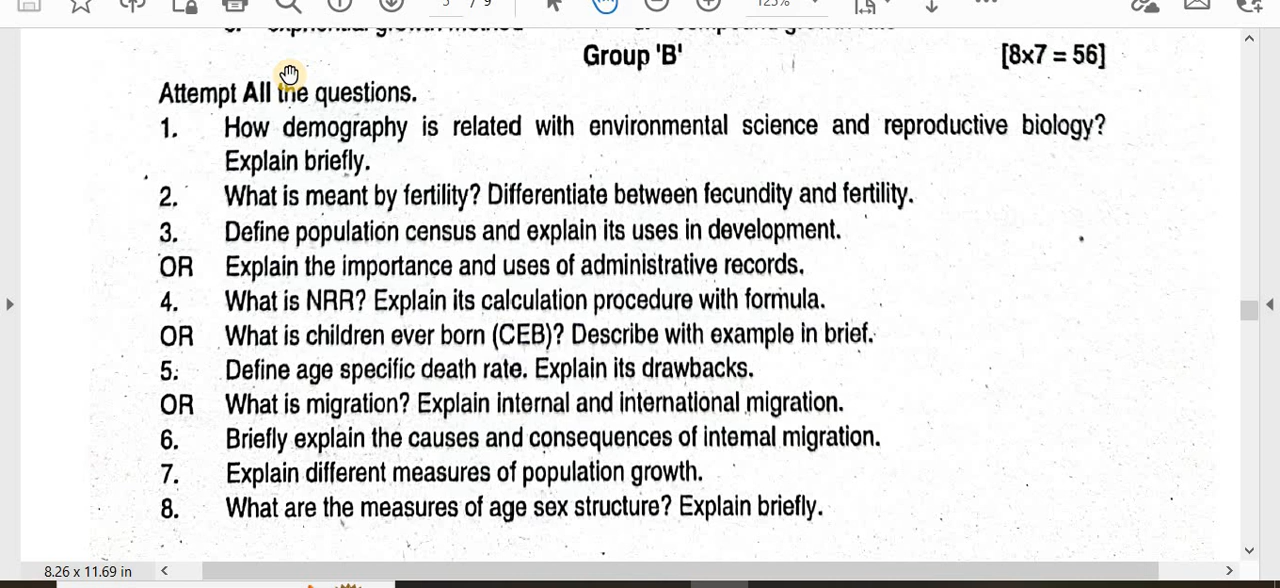 5 / 9
125%
Group 'B' [8x7 = 56]
Attempt All the questions.
1. How demography is related with environmental science and reproductive biology?
Explain briefly.
2. What is meant by fertility? Differentiate between fecundity and fertility.
3. Define population census and explain its uses in development.
OR Explain the importance and uses of administrative records.
4. What is NRR? Explain its calculation procedure with formula.
OR What is children ever born (CEB)? Describe with example in brief.
5. Define age specific death rate. Explain its drawbacks.
OR What is migration? Explain internal and international migration.
6. Briefly explain the causes and consequences of internal migration.
7. Explain different measures of population growth.
8. What are the measures of age sex structure? Explain briefly.
8.26 x 11.69 in